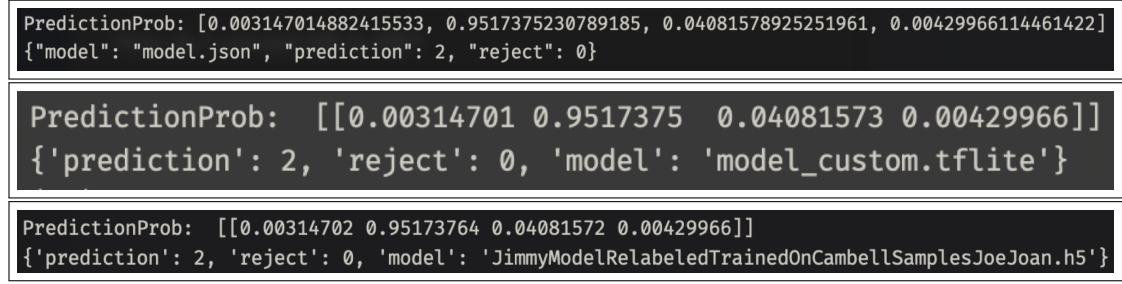 PredictionProb: [0.003147014882415533, 0.9517375230789185, 0.04081578925251961, 0.00429966114461422]
{"model": "model.json", "prediction": 2, "reject": 0}
PredictionProb:  [[0.00314701 0.9517375  0.04081573 0.00429966]]
{'prediction': 2, 'reject': 0, 'model': 'model_custom.tflite'}
PredictionProb:  [[0.00314702 0.95173764 0.04081572 0.00429966]]
{'prediction': 2, 'reject': 0, 'model': 'JimmyModelRelabeledTrainedOnCambellSamplesJoeJoan.h5'}